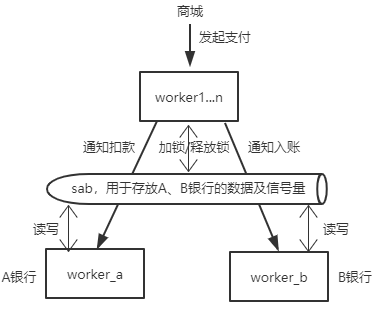 商城
发起支付
worker1...n
通知扣款
加锁/释放锁
通知入账
sab，用于存放A、B银行的数据及信号量
读写
读写
A银行
worker_a
worker_b
B银行